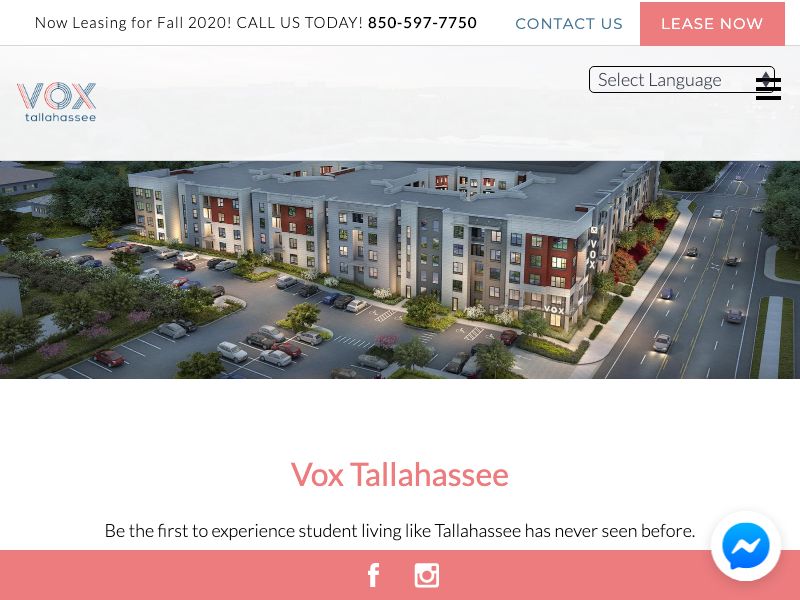 Now Leasing for Fall 2020! CALL US TODAY! 850-597-7750
CONTACT US
LEASE NOW
Select Language
VOX
tallahassee
VOX
VOX
Vox Tallahassee
Be the first to experience student living like Tallahassee has never seen before.